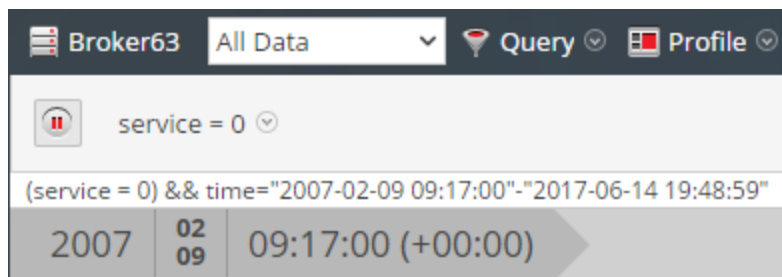 Broker63 All Data Query Profile
service = 0
(service = 0) && time="2007-02-09 09:17:00"-"2017-06-14 19:48:59"
2007 02 09 09:17:00 (+00:00)